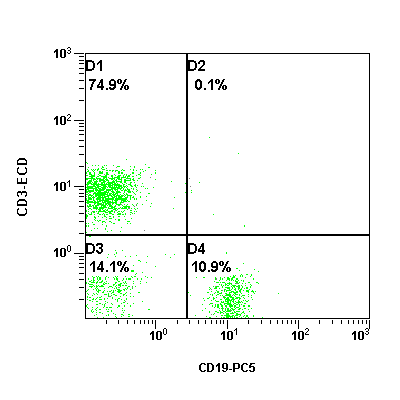 10³
D1 D2
74.9% 0.1%
10²
CD3-ECD
10¹
D3 D4
10⁰
14.1% 10.9%
10⁰ 10¹ 10² 10³
CD19-PC5